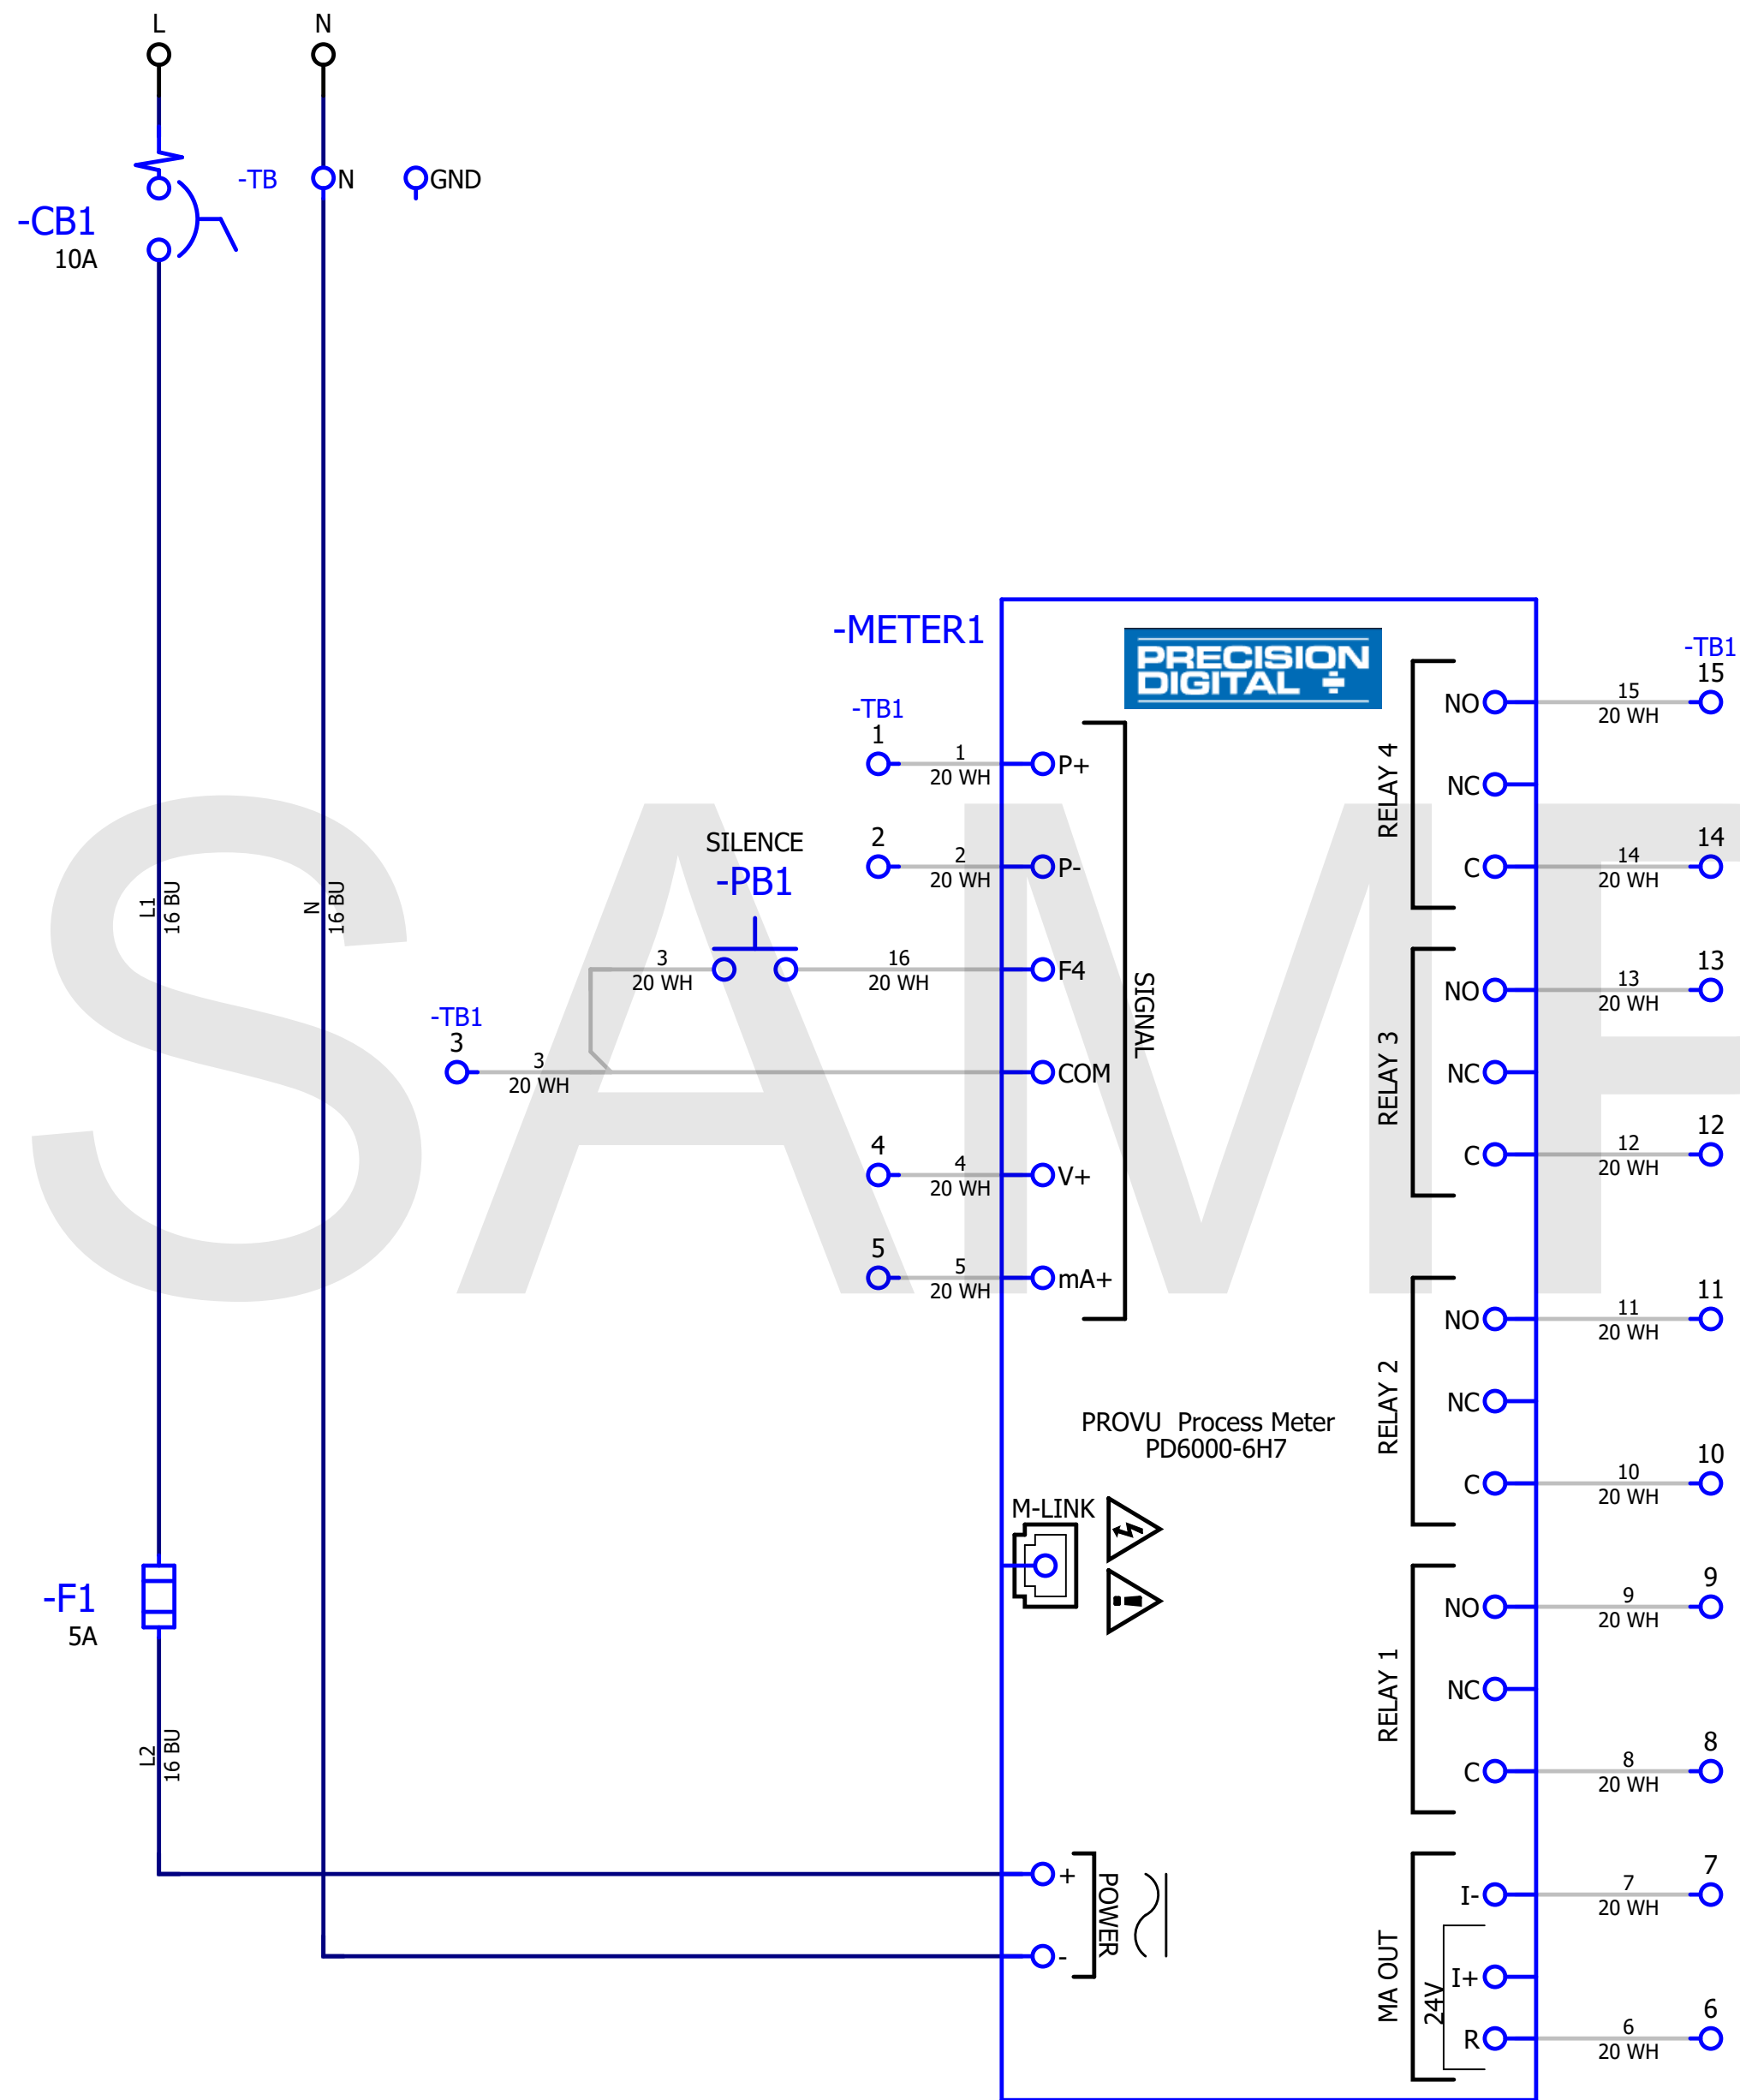 L
N
-TB
N
GND
-CB1
10A
-METER1
PRECISION
DIGITAL
-TB1
15
NO
15
20 WH
-TB1
1
1
20 WH
P+
RELAY 4
NC
SILENCE
-PB1
2
2
20 WH
P-
C
14
20 WH
14
L1
16 BU
N
16 BU
3
20 WH
16
20 WH
F4
SIGNAL
NO
13
20 WH
13
-TB1
3
3
20 WH
COM
RELAY 3
NC
4
4
20 WH
V+
C
12
20 WH
12
5
5
20 WH
mA+
NO
11
20 WH
11
RELAY 2
NC
PROVU Process Meter
PD6000-6H7
C
10
20 WH
10
M-LINK
-F1
5A
NO
9
20 WH
9
RELAY 1
NC
L2
16 BU
C
8
20 WH
8
+
POWER
-
MA OUT
I-
7
20 WH
7
24V
I+
R
6
20 WH
6